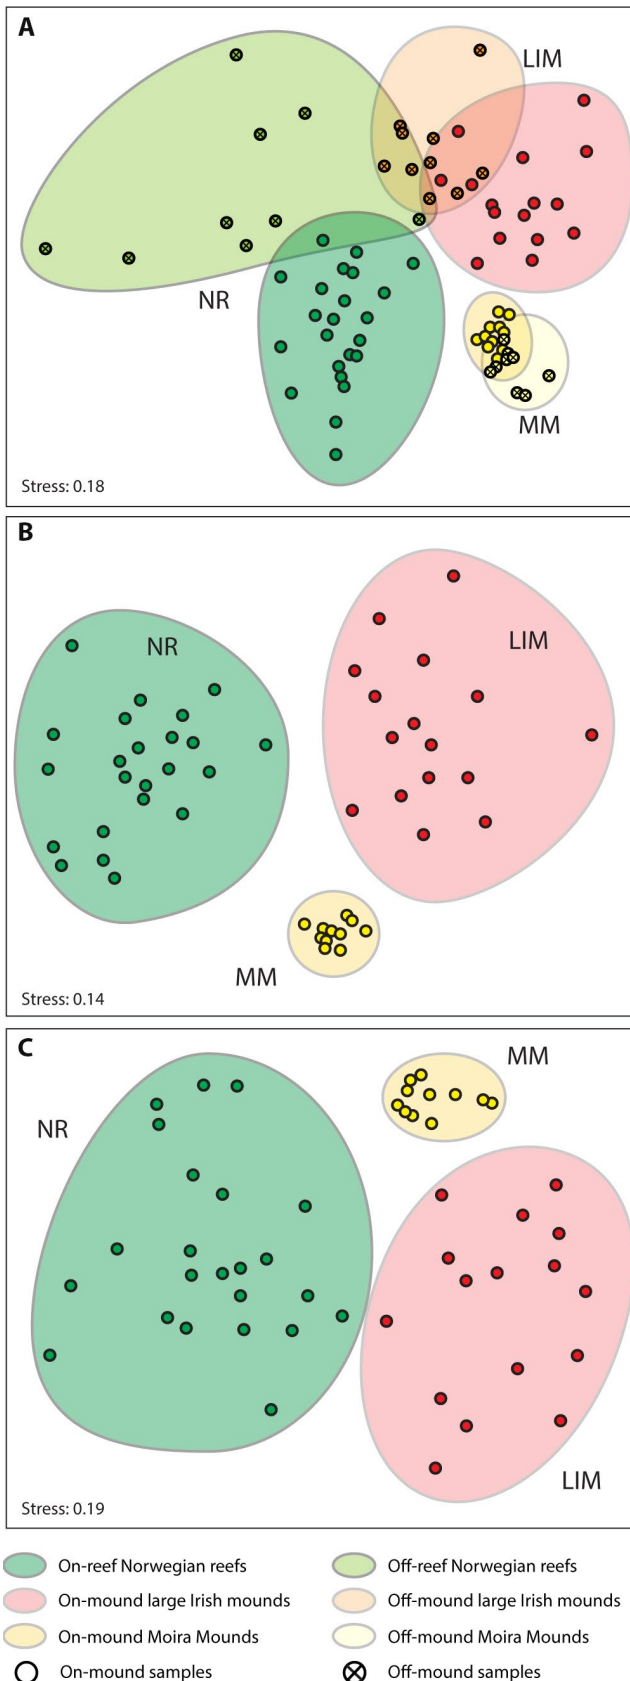 A
LIM
NR
MM
Stress: 0.18
B
NR
LIM
MM
Stress: 0.14
C
MM
NR
LIM
Stress: 0.19
On-reef Norwegian reefs
Off-reef Norwegian reefs
On-mound large Irish mounds
Off-mound large Irish mounds
On-mound Moira Mounds
Off-mound Moira Mounds
On-mound samples
Off-mound samples